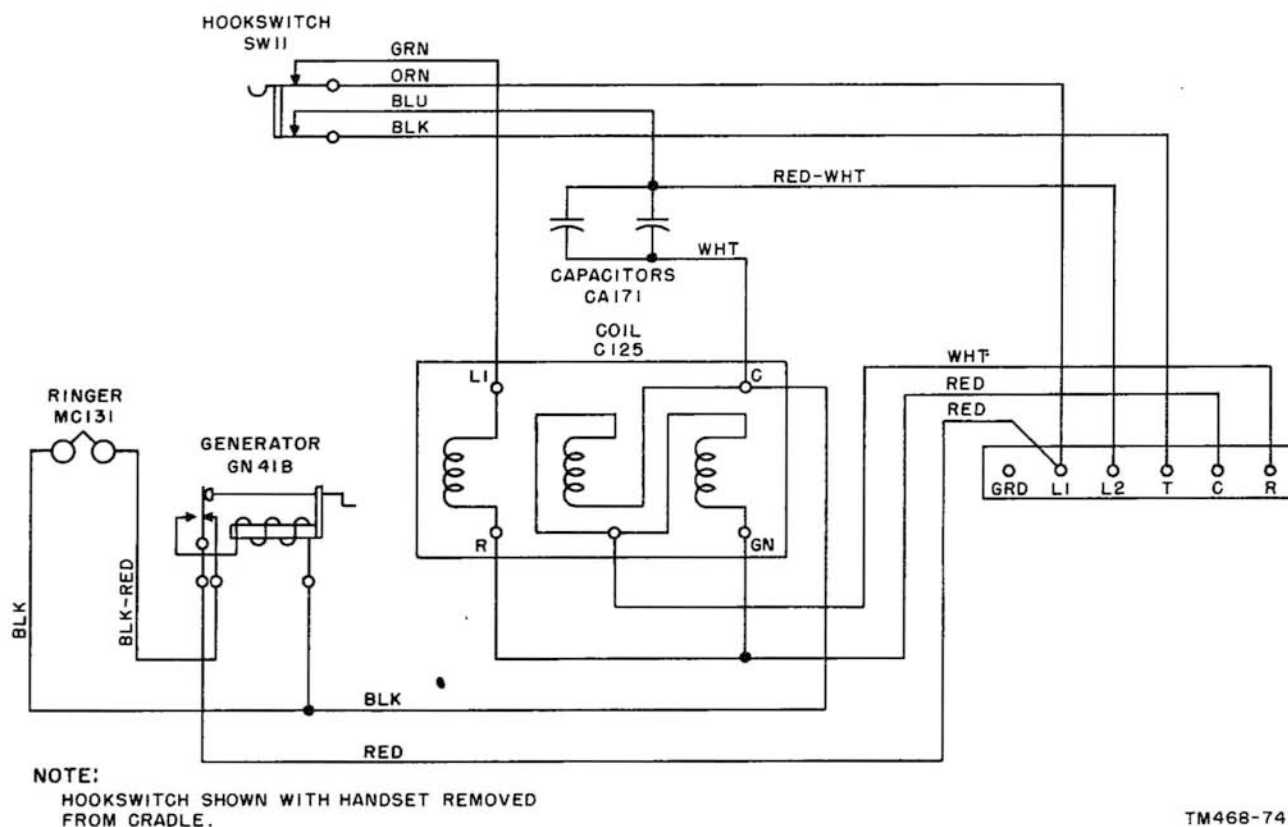 HOOKSWITCH
SW11
GRN
ORN
BLU
BLK
RED-WHT
WHT
CAPACITORS
CA171
COIL
C125
L1
C
WHT
RED
RED
RINGER
MC131
GENERATOR
GN41B
GRD
L1
L2
T
C
R
R
GN
BLK
BLK-RED
BLK
RED
NOTE:
HOOKSWITCH SHOWN WITH HANDSET REMOVED
FROM CRADLE.
TM468-74